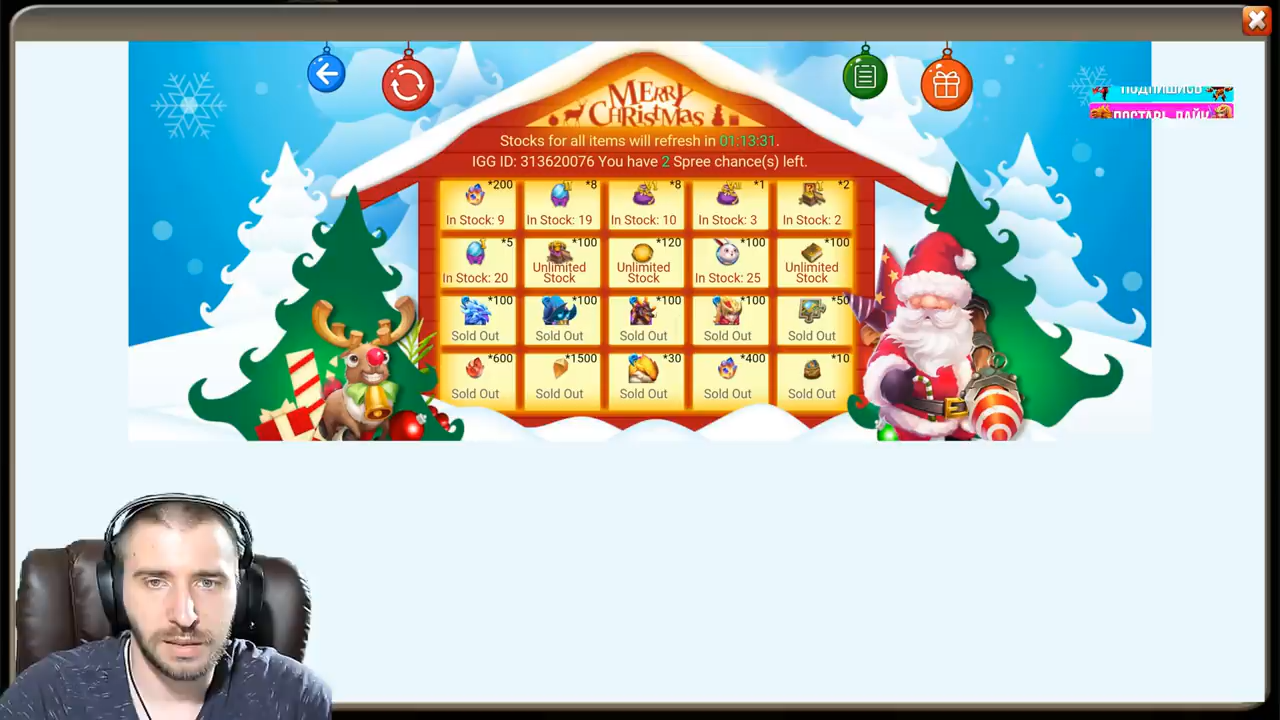 MERRY
CHRISTMAS
Stocks for all items will refresh in 01:13:31.
IGG ID: 313620076 You have 2 Spree chance(s) left.
ПОДПИШИСЬ
ПОСТАВЬ ЛАЙК
*200 *8 *8 *1 *2
In Stock: 9 In Stock: 19 In Stock: 10 In Stock: 3 In Stock: 2
*5 *100 *120 *100 *100
In Stock: 20 Unlimited Stock Unlimited Stock In Stock: 25 Unlimited Stock
*100 *100 *100 *100 *50
Sold Out Sold Out Sold Out Sold Out Sold Out
*600 *1500 *30 *400 *10
Sold Out Sold Out Sold Out Sold Out Sold Out